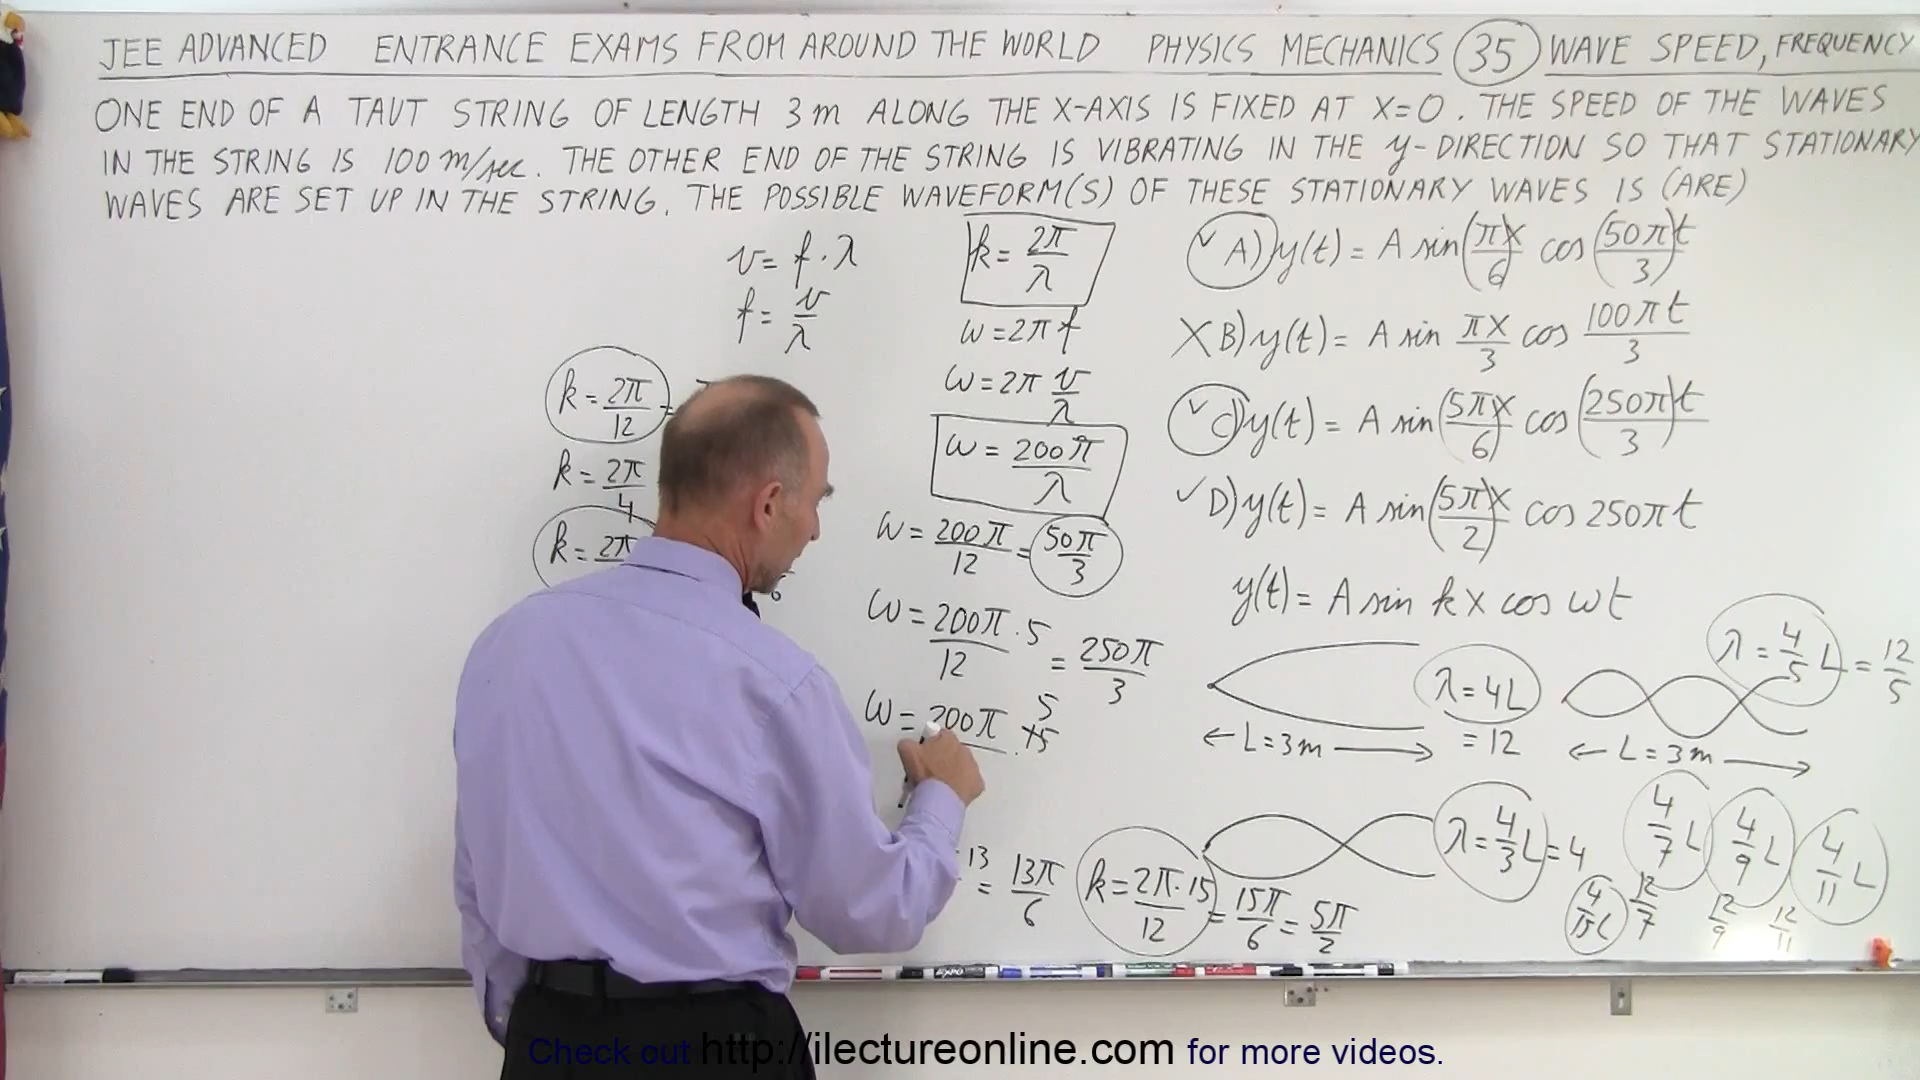 JEE ADVANCED ENTRANCE EXAMS FROM AROUND THE WORLD PHYSICS MECHANICS 35 WAVE SPEED, FREQUENCY
ONE END OF A TAUT STRING OF LENGTH 3m ALONG THE X-AXIS IS FIXED AT X=0. THE SPEED OF THE WAVES
IN THE STRING IS 100 m/sec. THE OTHER END OF THE STRING IS VIBRATING IN THE y-DIRECTION SO THAT STATIONARY
WAVES ARE SET UP IN THE STRING. THE POSSIBLE WAVEFORM(S) OF THESE STATIONARY WAVES IS (ARE)
v = f · λ
f = v/λ
k = 2π/12 =
k = 2π/4
k = 2π
k = 2π/λ
ω = 2π f
ω = 2π v/λ
ω = 200π/λ
ω = 200π/12 = 50π/3
ω = 200π/12 · 5 = 250π/3
ω = 200π · 15 5
13 = 13π/6
k = 2π·15/12 = 15π/6 = 5π/2
✓ A) y(t) = A sin (πx/6) cos (50π/3)t
X B) y(t) = A sin πx/3 cos 100πt/3
✓ C) y(t) = A sin (5πx/6) cos (250π/3)t
✓ D) y(t) = A sin (5πx/2) cos 250πt
y(t) = A sin kx cos ωt
λ = 4L = 12
← L = 3m →
λ = 4/5 L = 12/5
← L = 3m →
λ = 4/3 L = 4
4/7 L 4/9 L 4/11 L
4/15 L 12/7 12/9 12/11
EXPO
Check out http://ilectureonline.com for more videos.